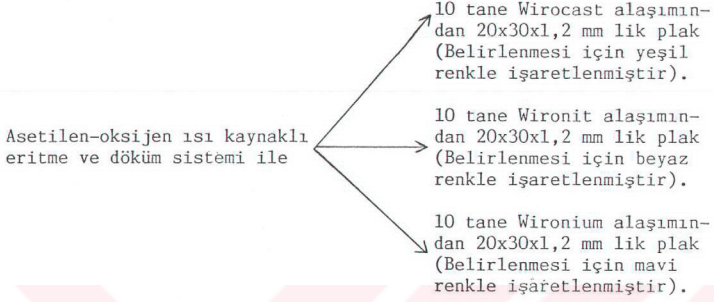 10 tane Wirocast alaşımın-
dan 20x30x1,2 mm lik plak
(Belirlenmesi için yeşil
renkle işaretlenmiştir).
Asetilen-oksijen ısı kaynaklı
eritme ve döküm sistemi ile
10 tane Wironit alaşımın-
dan 20x30x1,2 mm lik plak
(Belirlenmesi için beyaz
renkle işaretlenmiştir).
10 tane Wironium alaşımın-
dan 20x30x1,2 mm lik plak
(Belirlenmesi için mavi
renkle işaretlenmiştir).